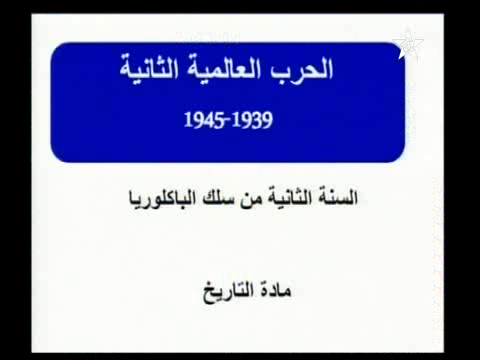 الحرب العالمية الثانية
1945-1939
السنة الثانية من سلك الباكلوريا
مادة التاريخ